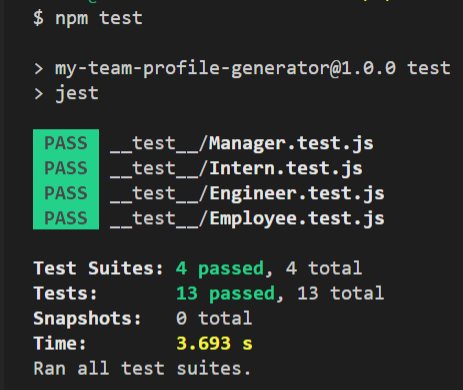 $ npm test
> my-team-profile-generator@1.0.0 test
> jest
PASS __test__/Manager.test.js
PASS __test__/Intern.test.js
PASS __test__/Engineer.test.js
PASS __test__/Employee.test.js
Test Suites: 4 passed, 4 total
Tests: 13 passed, 13 total
Snapshots: 0 total
Time: 3.693 s
Ran all test suites.